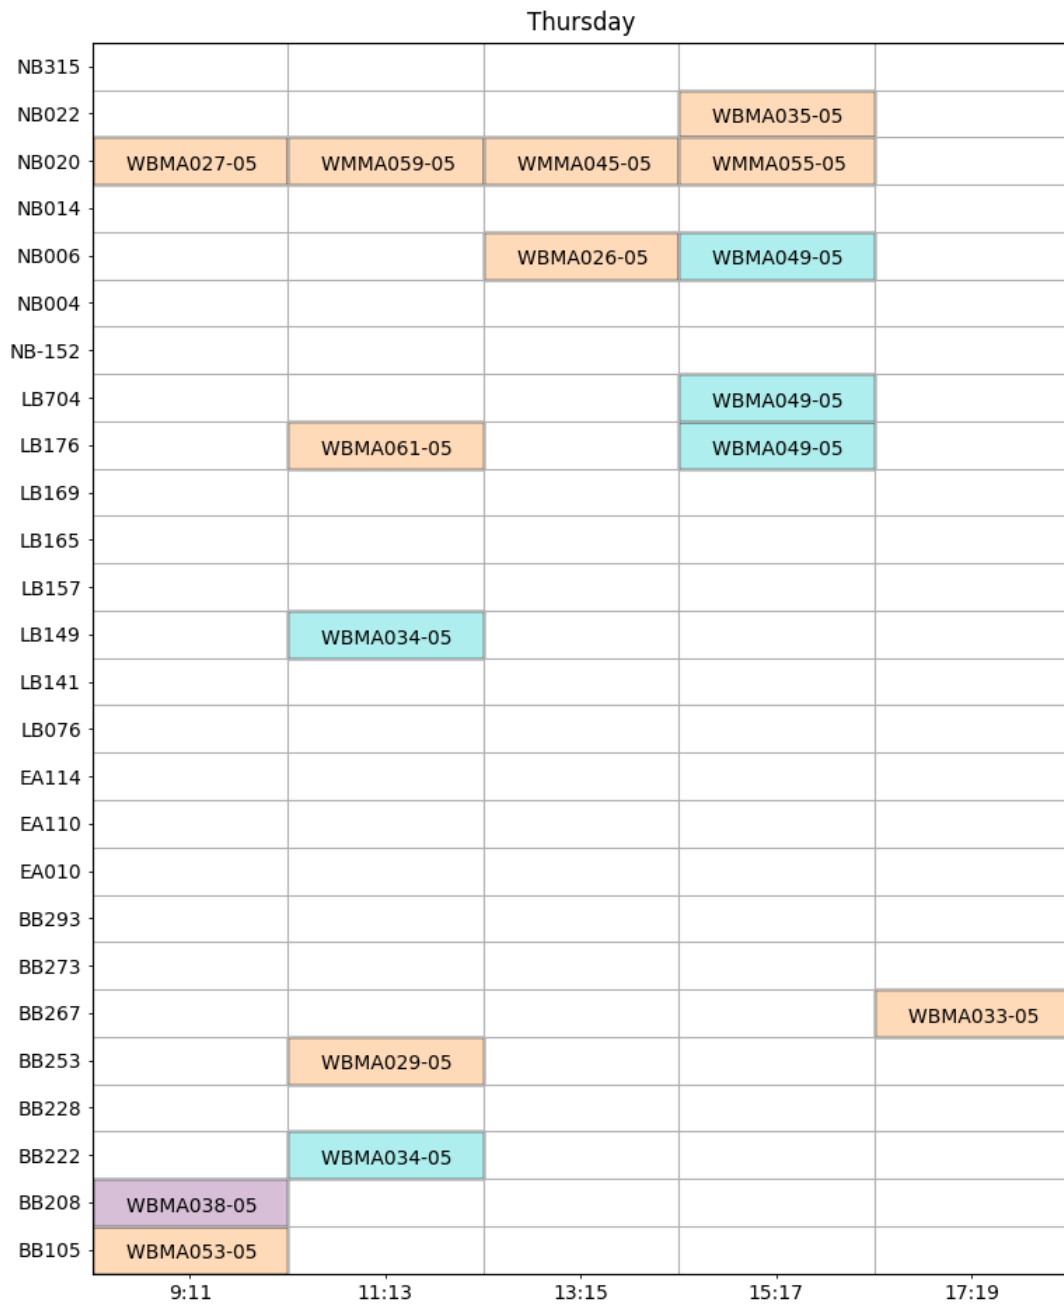 Thursday
NB315
NB022 WBMA035-05
NB020 WBMA027-05 WMMA059-05 WMMA045-05 WMMA055-05
NB014
NB006 WBMA026-05 WBMA049-05
NB004
NB-152
LB704 WBMA049-05
LB176 WBMA061-05 WBMA049-05
LB169
LB165
LB157
LB149 WBMA034-05
LB141
LB076
EA114
EA110
EA010
BB293
BB273
BB267 WBMA033-05
BB253 WBMA029-05
BB228
BB222 WBMA034-05
BB208 WBMA038-05
BB105 WBMA053-05
9:11 11:13 13:15 15:17 17:19